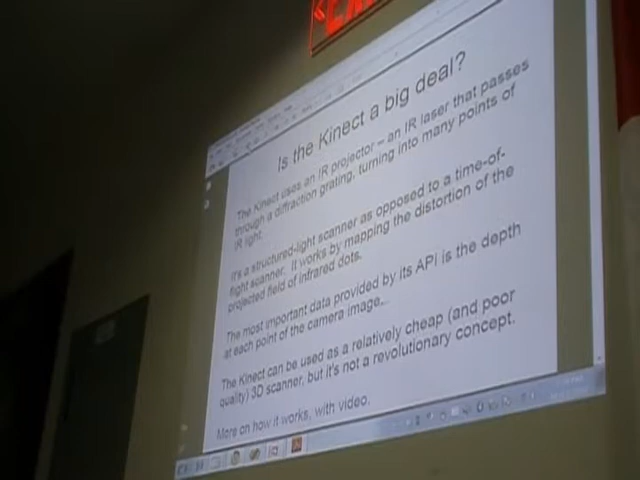 EXIT
Is the Kinect a big deal?
The Kinect uses an IR projector – an IR laser that passes
through a diffraction grating, turning into many points of
IR light.
It's a structured-light scanner as opposed to a time-of-
flight scanner. It works by mapping the distortion of the
projected field of infrared dots.
The most important data provided by its API is the depth
at each point of the camera image...
The Kinect can be used as a relatively cheap (and poor
quality) 3D scanner, but it's not a revolutionary concept.
More on how it works, with video.